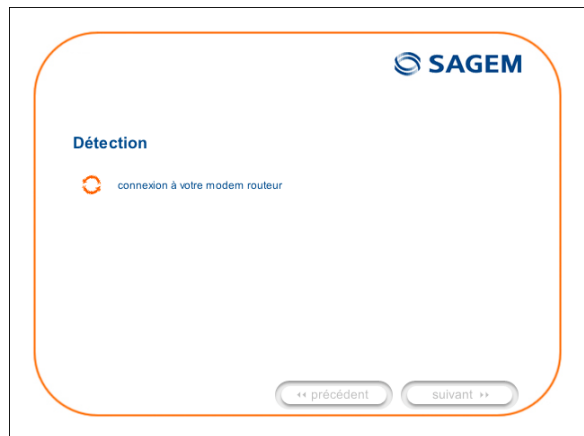 SAGEM
Détection
connexion à votre modem routeur
précédent
suivant